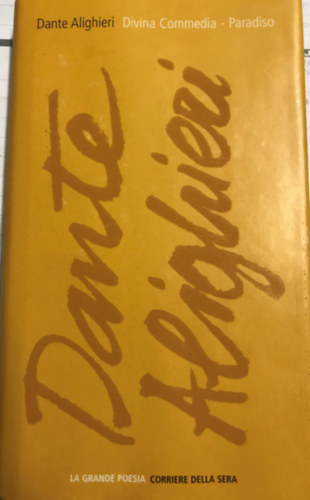 Dante Alighieri Divina Commedia - Paradiso
Dante
Alighieri
LA GRANDE POESIA CORRIERE DELLA SERA